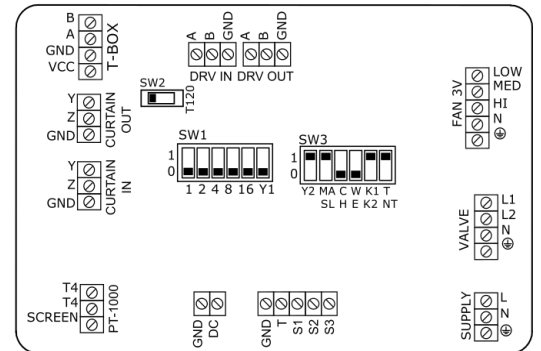 B
A
GND
VCC
T-BOX
A
B
GND
A
B
GND
DRV IN DRV OUT
SW2
T120
Y
Z
GND
CURTAIN
OUT
Y
Z
GND
CURTAIN
IN
SW1
1
0
1 2 4 8 16 Y1
SW3
1
0
Y2 MA C W K1 T
SL H E K2 NT
LOW
MED
HI
N
FAN 3V
L1
L2
N
VALVE
T4
T4
SCREEN
PT-1000
GND
DC
GND
T
S1
S2
S3
L
N
SUPPLY